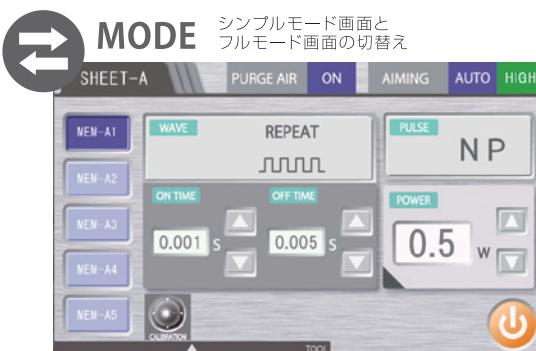 MODE
シンプルモード画面と
フルモード画面の切替え
SHEET-A
PURGE AIR
ON
AIMING
AUTO
HIGH
MEM-A1
MEM-A2
MEM-A3
MEM-A4
MEM-A5
WAVE
REPEAT
PULSE
N P
ON TIME
0.001 S
OFF TIME
0.005 S
POWER
0.5 W
CALIBRATION
TOOL